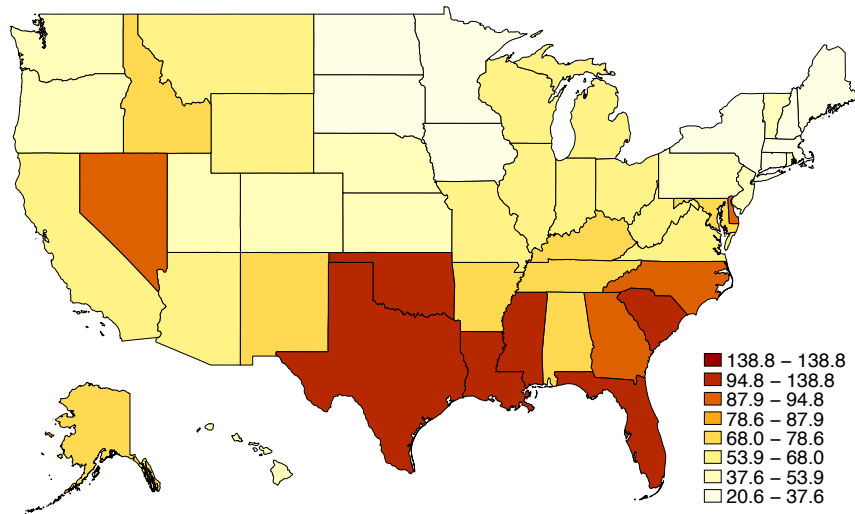 138.8 – 138.8
94.8 – 138.8
87.9 – 94.8
78.6 – 87.9
68.0 – 78.6
53.9 – 68.0
37.6 – 53.9
20.6 – 37.6